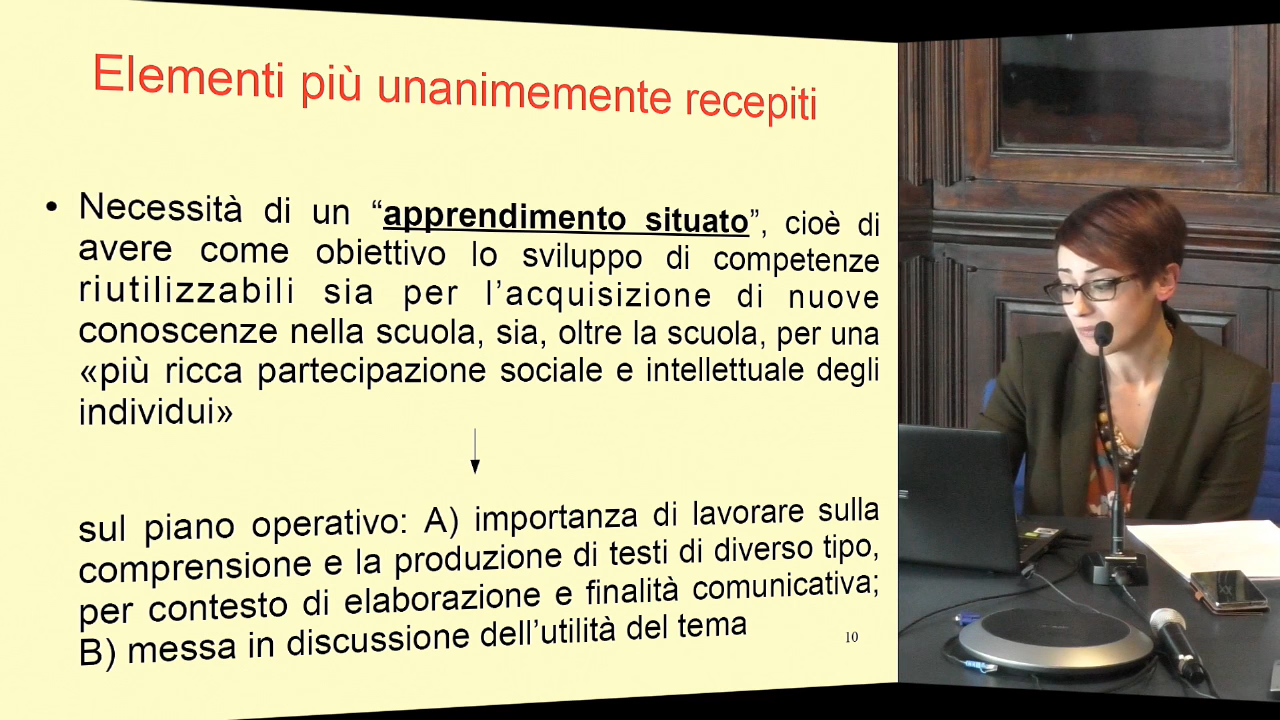 Elementi più unanimemente recepiti
• Necessità di un “apprendimento situato”, cioè di
avere come obiettivo lo sviluppo di competenze
riutilizzabili sia per l’acquisizione di nuove
conoscenze nella scuola, sia, oltre la scuola, per una
«più ricca partecipazione sociale e intellettuale degli
individui»
sul piano operativo: A) importanza di lavorare sulla
comprensione e la produzione di testi di diverso tipo,
per contesto di elaborazione e finalità comunicativa;
B) messa in discussione dell’utilità del tema
10